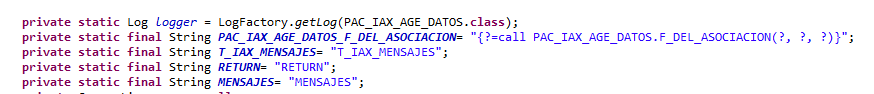 private static Log logger = LogFactory.getLog(PAC_IAX_AGE_DATOS.class);
private static final String PAC_IAX_AGE_DATOS_F_DEL_ASOCIACION= "{?=call PAC_IAX_AGE_DATOS.F_DEL_ASOCIACION(?, ?, ?)}";
private static final String T_IAX_MENSAJES= "T_IAX_MENSAJES";
private static final String RETURN= "RETURN";
private static final String MENSAJES= "MENSAJES";